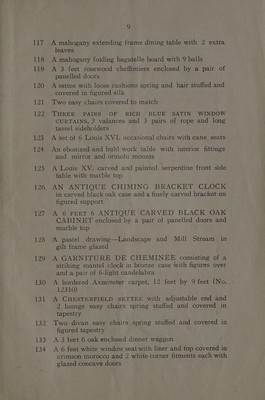 9
117 A mahogany extending frame dining table with 2 extra
leaves
118 A mahogany folding bagatelle board with 9 balls
119 A 3 feet rosewood cheffoniere enclosed by a pair of
panelled doors
120 A settee with loose cushions spring and hair stuffed and
covered in figured silk
121 Two easy chairs covered to match
122 THREE PAIRS OF RICH BLUE SATIN WINDOW
CURTAINS, 3 valances and 3 pairs of rope and long
tassel sideholders
123 A set of 6 Louis XVI. occasional chairs with cane seats
124 An ebonised and buhl work table with interior fittings
and mirror and ormolu mounts
125 A Louis XV. carved and painted serpentine front side
table with marble top
126 AN ANTIQUE CHIMING BRACKET CLOCK
in carved black oak case and a finely carved bracket on
figured support
127 A 6 FEET 6 ANTIQUE CARVED BLACK OAK
CABINET enclosed by a pair of panelled doors and
marble top
128 A pastel drawing—Landscape and Mill Stream in
gilt frame glazed
129 A GARNITURE DE CHEMINEE consisting of a
striking mantel clock in bronze case with figures over
and a pair of 6-light candelabra
130 A bordered Axminster carpet, 12 feet by 9 feet (No.
12310)
131 A CHESTERFIELD SETTEE with adjustable end and
2 lounge easy chairs spring stuffed and covered in
tapestry
132 Two divan easy chairs spring stuffed and covered in
figured tapestry
133 A 3 feet 6 oak enclosed dinner waggon
134 A 6 feet white window seat with liner and top covered in
crimson morocco and 2 white corner fitments each with
glazed concave doors